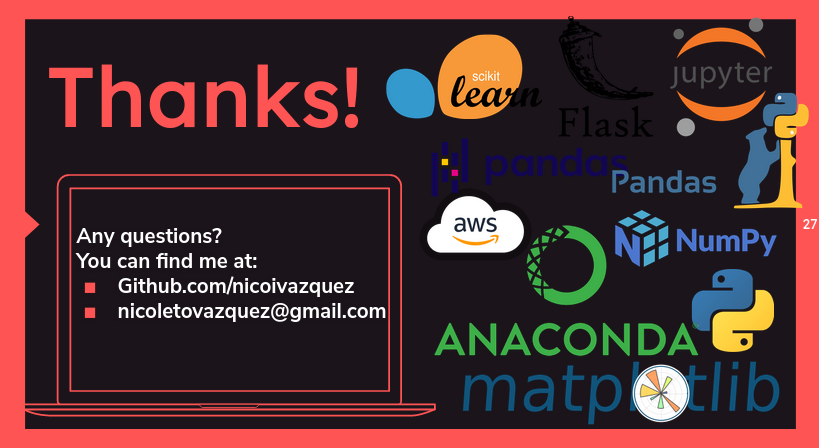 Thanks!
scikit
learn
Flask
jupyter
pandas
Pandas
aws
NumPy
ANACONDA
matplotlib
Any questions?
You can find me at:
Github.com/nicoivazquez
nicoletovazquez@gmail.com
27